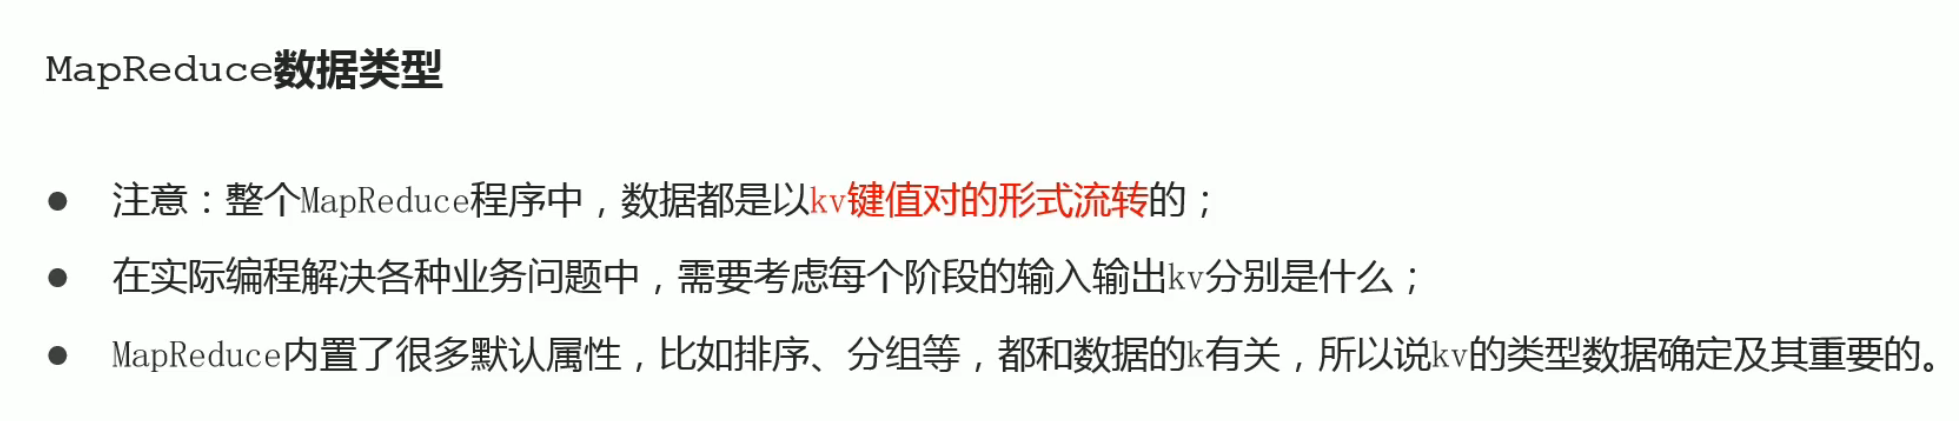 MapReduce数据类型
● 注意：整个MapReduce程序中，数据都是以kv键值对的形式流转的；
● 在实际编程解决各种业务问题中，需要考虑每个阶段的输入输出kv分别是什么；
● MapReduce内置了很多默认属性，比如排序、分组等，都和数据的k有关，所以说kv的类型数据确定及其重要的。